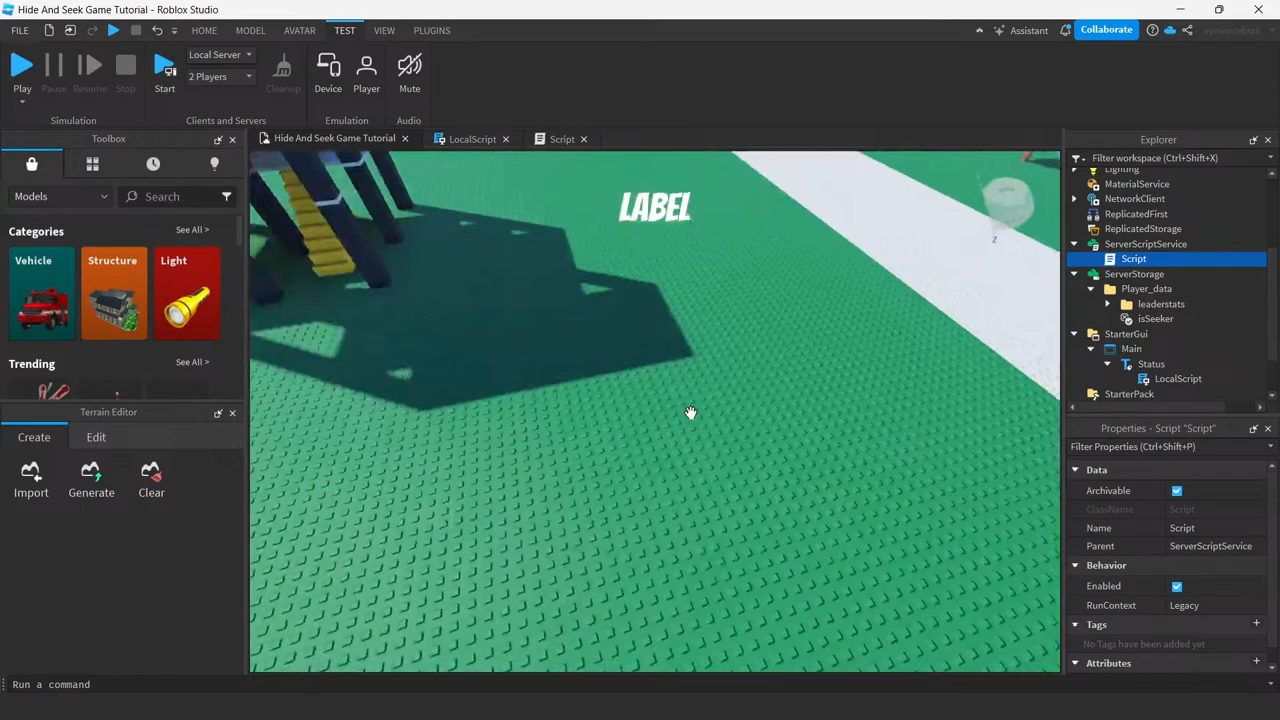 Hide And Seek Game Tutorial - Roblox Studio
FILE
HOME
MODEL
AVATAR
TEST
VIEW
PLUGINS
Assistant
Collaborate
Play
Pause
Resume
Stop
Simulation
Start
Local Server
2 Players
Cleanup
Clients and Servers
Device
Player
Emulation
Mute
Audio
Toolbox
Models
Search
Categories
See All >
Vehicle
Structure
Light
Trending
See All >
Terrain Editor
Create
Edit
Import
Generate
Clear
Hide And Seek Game Tutorial
LocalScript
Script
LABEL
Z
Explorer
Filter workspace (Ctrl+Shift+X)
Lighting
MaterialService
NetworkClient
ReplicatedFirst
ReplicatedStorage
ServerScriptService
Script
ServerStorage
Player_data
leaderstats
isSeeker
StarterGui
Main
Status
LocalScript
StarterPack
Properties - Script "Script"
Filter Properties (Ctrl+Shift+P)
Data
Archivable
ClassName Script
Name Script
Parent ServerScriptService
Behavior
Enabled
RunContext Legacy
Tags
No Tags have been added yet
Attributes
Run a command